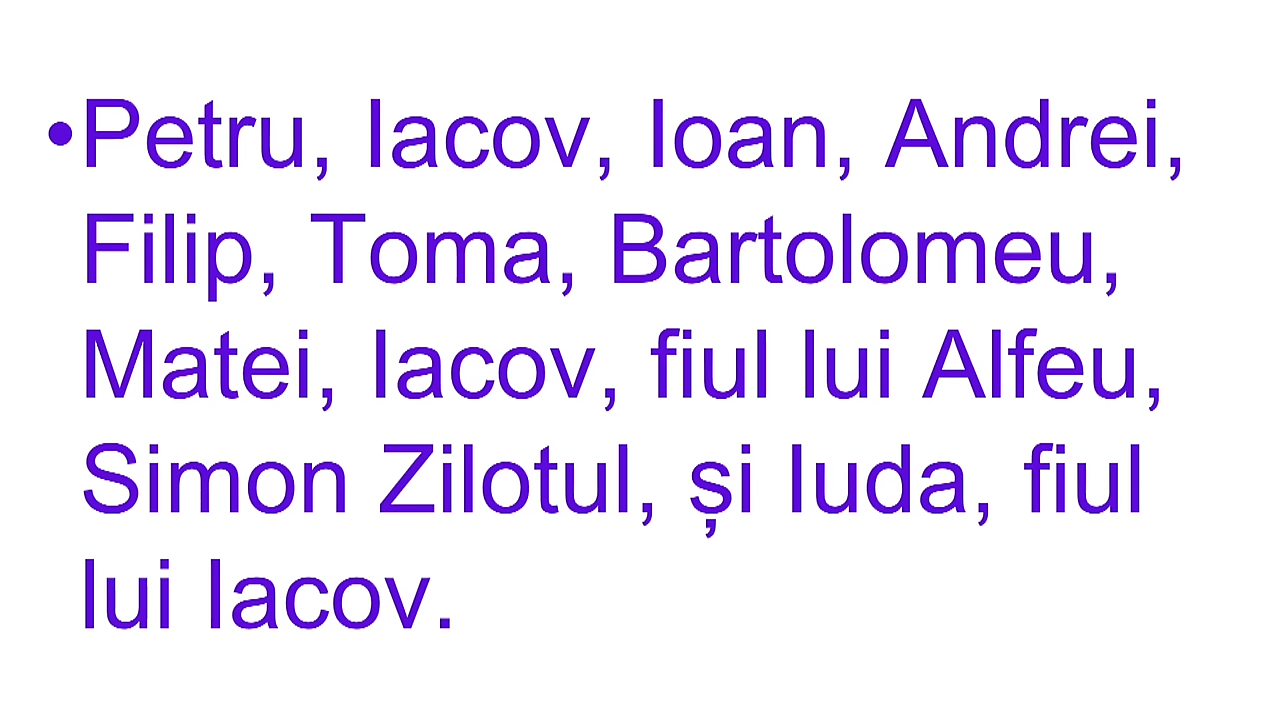 •Petru, Iacov, Ioan, Andrei,
Filip, Toma, Bartolomeu,
Matei, Iacov, fiul lui Alfeu,
Simon Zilotul, și Iuda, fiul
lui Iacov.